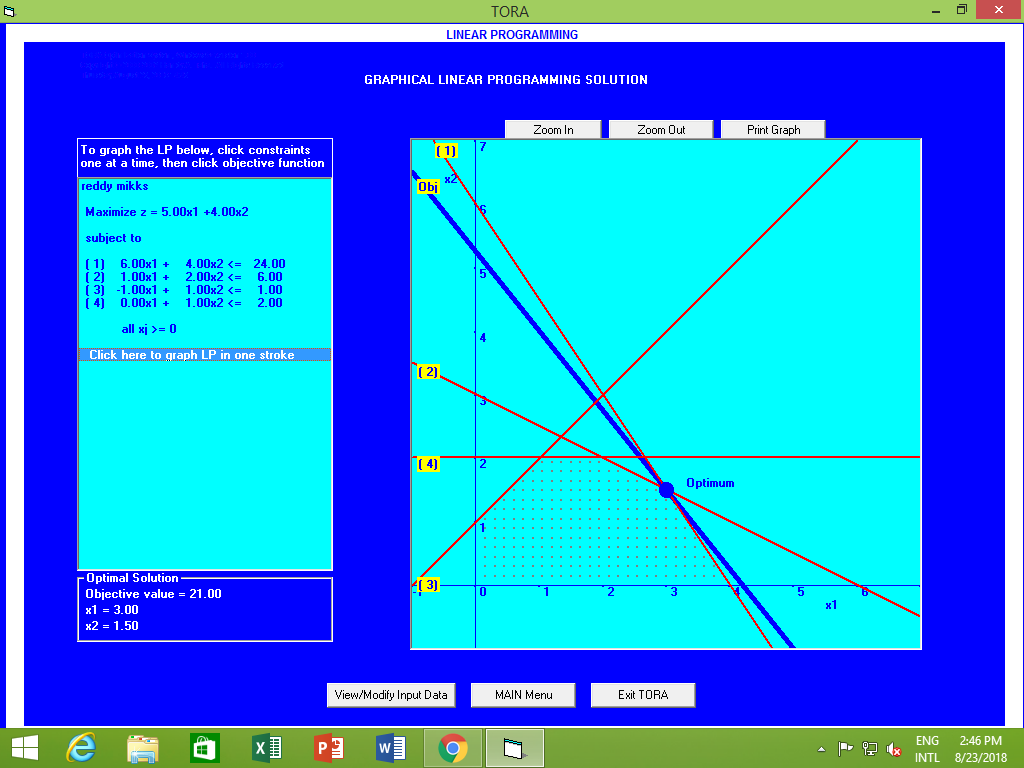 TORA
LINEAR PROGRAMMING
GRAPHICAL LINEAR PROGRAMMING SOLUTION
Zoom In
Zoom Out
Print Graph
To graph the LP below, click constraints
one at a time, then click objective function
reddy mikks
Maximize z = 5.00x1 +4.00x2
subject to
( 1) 6.00x1 + 4.00x2 <= 24.00
( 2) 1.00x1 + 2.00x2 <= 6.00
( 3) -1.00x1 + 1.00x2 <= 1.00
( 4) 0.00x1 + 1.00x2 <= 2.00
all xj >= 0
Click here to graph LP in one stroke
Optimal Solution
Objective value = 21.00
x1 = 3.00
x2 = 1.50
( 1)
7
x2
Obj
6
5
4
( 2)
3
( 4)
2
Optimum
1
( 3)
-1 0 1 2 3 4 5 6
x1
View/Modify Input Data
MAIN Menu
Exit TORA
ENG
INTL
2:46 PM
8/23/2018